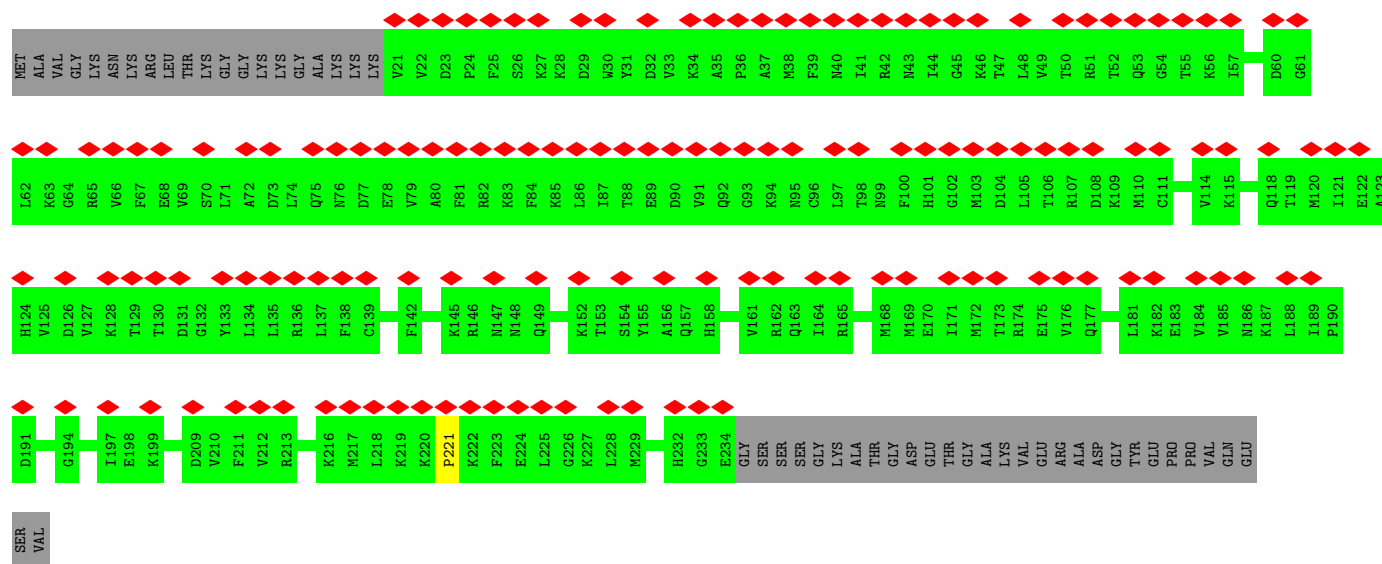 MET ALA VAL GLY LYS ASN LYS ARG LEU THR LYS GLY GLY LYS LYS GLY ALA LYS LYS LYS V21 V22 D23 P24 F25 S26 K27 K28 D29 W30 Y31 D32 V33 K34 A35 P36 A37 M38 F39 N40 I41 R42 N43 I44 G45 K46 T47 L48 V49 T50 R51 T52 Q53 G54 T55 K56 I57 D60 G61
L62 K63 G64 R65 V66 F67 E68 V69 S70 L71 A72 D73 L74 Q75 N76 D77 E78 V79 A80 F81 R82 K83 F84 K85 L86 I87 T88 E89 D90 V91 Q92 G93 K94 N95 C96 L97 T98 N99 F100 H101 G102 M103 D104 L105 T106 R107 D108 K109 M110 C111 V114 K115 Q118 T119 M120 I121 E122 A123
H124 V125 D126 V127 K128 T129 T130 D131 G132 Y133 L134 L135 R136 L137 F138 C139 F142 K145 R146 N147 N148 Q149 K152 T153 S154 Y155 A156 Q157 H158 V161 R162 Q163 I164 R165 M168 M169 E170 I171 M172 T173 R174 E175 V176 Q177 L181 K182 E183 V184 V185 N186 K187 L188 I189 P190
D191 G194 I197 E198 K199 D209 V210 F211 V212 R213 K216 M217 L218 K219 K220 P221 K222 F223 E224 L225 G226 K227 L228 M229 H232 G233 E234 GLY SER SER SER GLY LYS ALA THR GLY ASP GLU THR GLY ALA LYS VAL GLU ARG ALA ASP GLY TYR GLU PRO PRO VAL GLN GLU
SER VAL